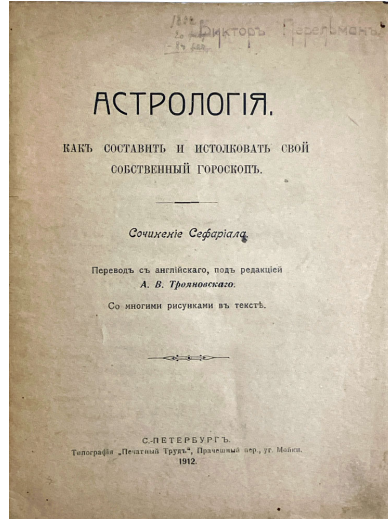 Викторъ Перельманъ
АСТРОЛОГІЯ.
КАКЪ СОСТАВИТЬ И ИСТОЛКОВАТЬ СВОЙ
СОБСТВЕННЫЙ ГОРОСКОПЪ.
Сочиненіе Сефаріала.
Переводъ съ англійскаго, подъ редакціей
А. В. Трояновскаго.
Со многими рисунками въ текстѣ.
С.-ПЕТЕРБУРГЪ.
Типографія „Печатный Трудъ“, Прачешный пер., уг. Мойки.
1912.